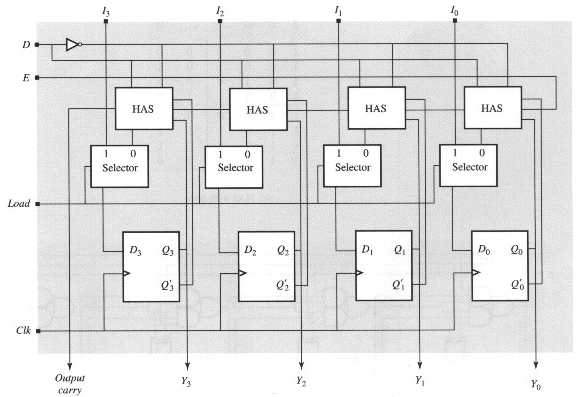 I3 I2 I1 I0
D
E
HAS HAS HAS HAS
1 0 1 0 1 0 1 0
Selector Selector Selector Selector
Load
D3 Q3 D2 Q2 D1 Q1 D0 Q0
Q'3 Q'2 Q'1 Q'0
Clk
Output carry Y3 Y2 Y1 Y0